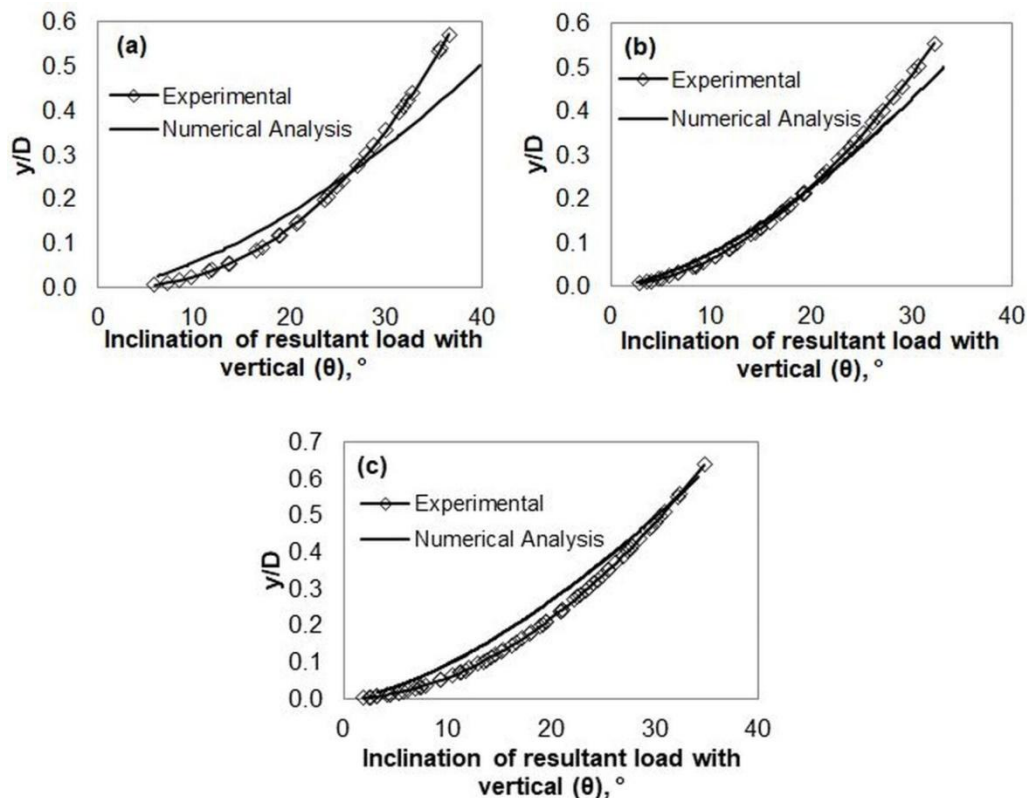 (a)
Experimental
Numerical Analysis
y/D
0.6
0.5
0.4
0.3
0.2
0.1
0.0
0 10 20 30 40
Inclination of resultant load with
vertical (θ), °
(b)
Experimental
Numerical Analysis
y/D
0.6
0.5
0.4
0.3
0.2
0.1
0.0
0 10 20 30 40
Inclination of resultant load with
vertical (θ), °
(c)
Experimental
Numerical Analysis
y/D
0.7
0.6
0.5
0.4
0.3
0.2
0.1
0.0
0 10 20 30 40
Inclination of resultant load with
vertical (θ), °